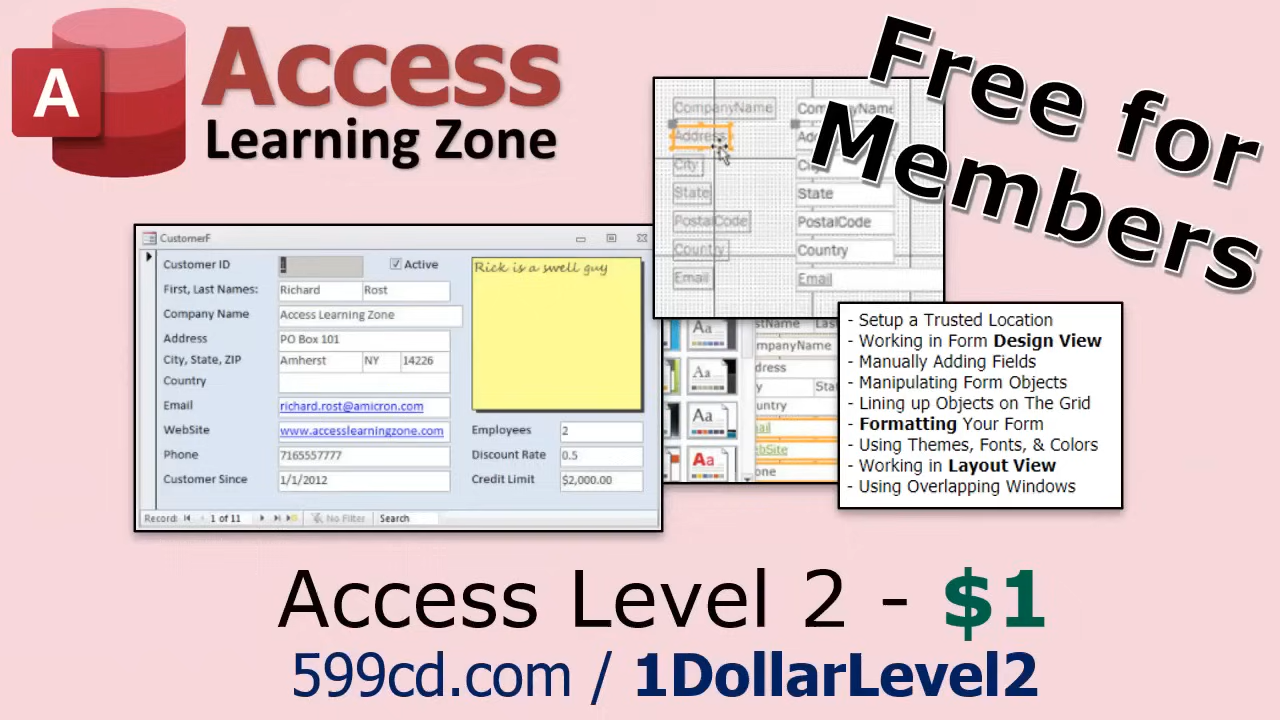 A
Access
Learning Zone
Free for
Members
CompanyName CompanyName
Address
City
State State
PostalCode PostalCode
Country Country
Email Email
CustomerF
Customer ID Active
First, Last Names: Richard Rost
Company Name Access Learning Zone
Address PO Box 101
City, State, ZIP Amherst NY 14226
Country
Email richard.rost@amicron.com
WebSite www.accesslearningzone.com
Phone 7165557777
Customer Since 1/1/2012
Rick is a swell guy
Employees 2
Discount Rate 0.5
Credit Limit $2,000.00
Record: 1 of 11 No Filter Search
Aa
Aa
Aa
Aa
- Setup a Trusted Location
- Working in Form Design View
- Manually Adding Fields
- Manipulating Form Objects
- Lining up Objects on The Grid
- Formatting Your Form
- Using Themes, Fonts, & Colors
- Working in Layout View
- Using Overlapping Windows
Access Level 2 - $1
599cd.com / 1DollarLevel2